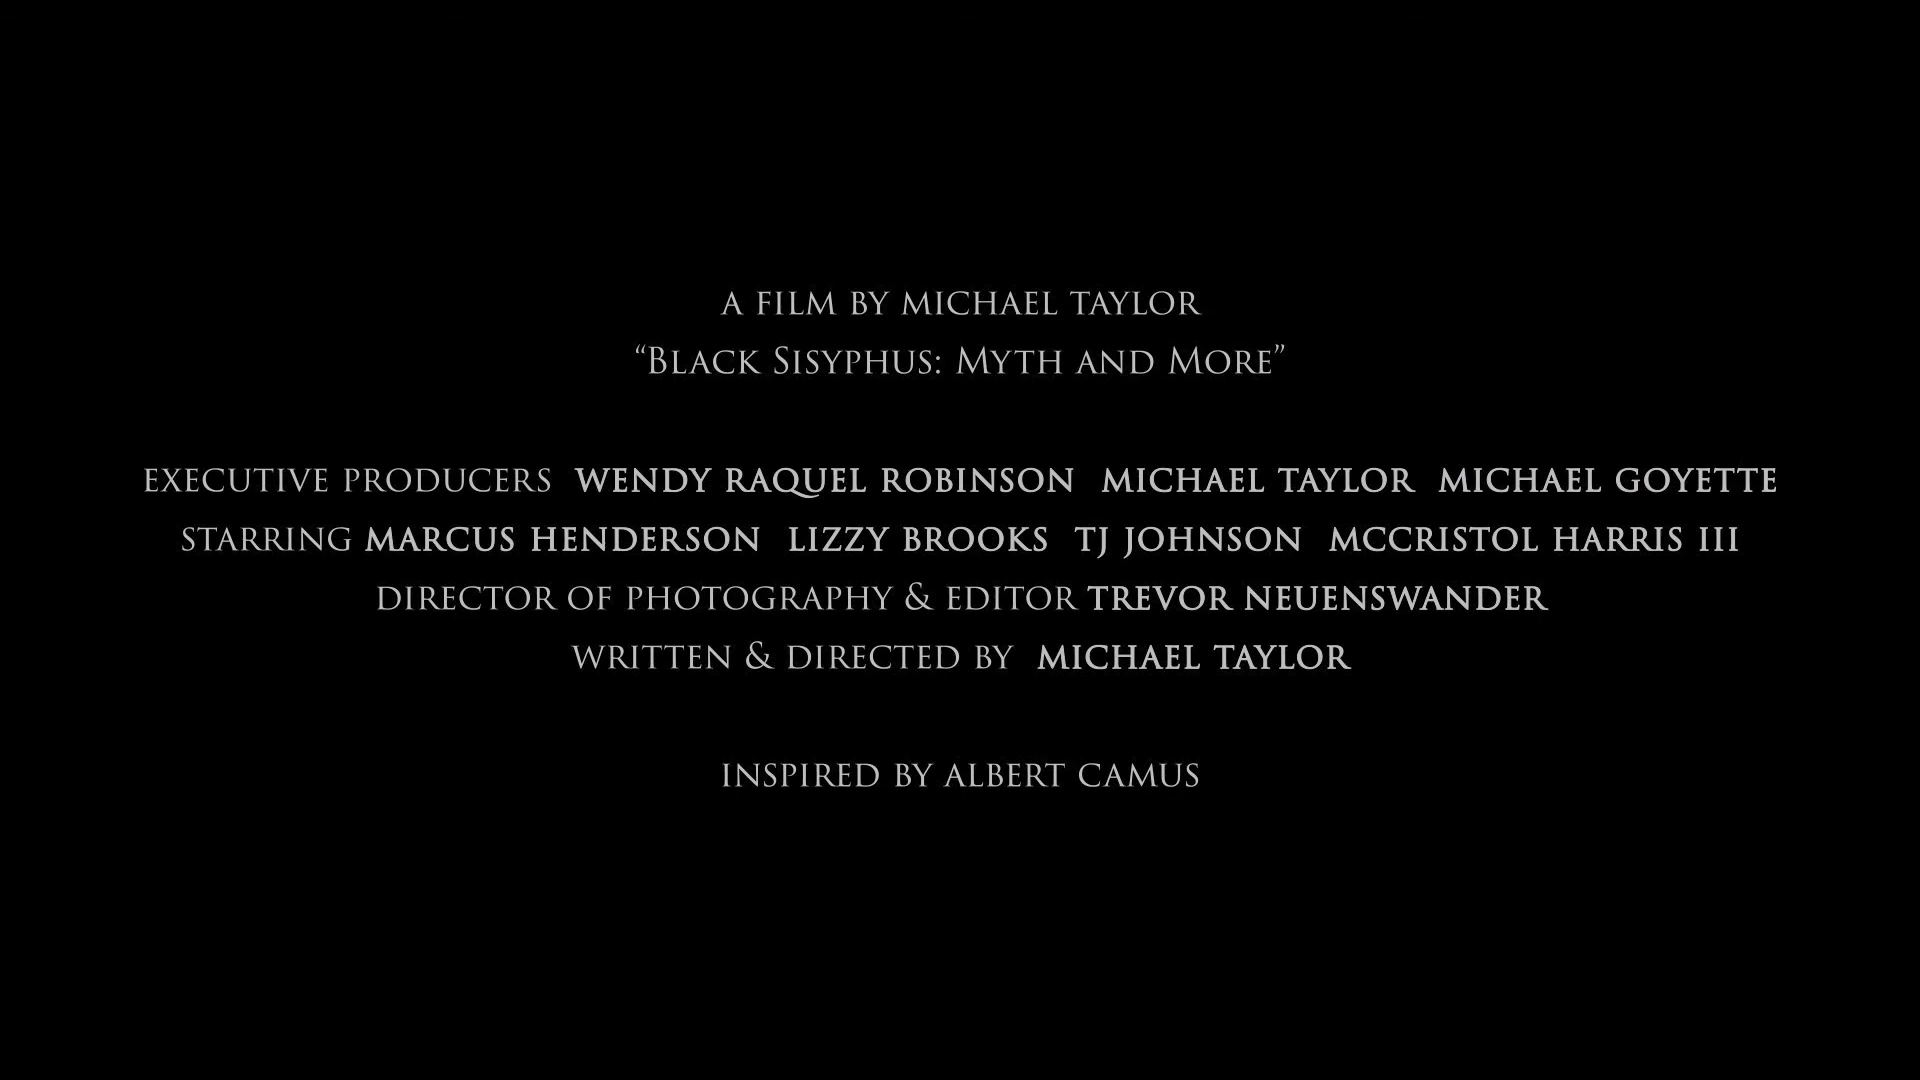 A FILM BY MICHAEL TAYLOR
“BLACK SISYPHUS: MYTH AND MORE”
EXECUTIVE PRODUCERS WENDY RAQUEL ROBINSON MICHAEL TAYLOR MICHAEL GOYETTE
STARRING MARCUS HENDERSON LIZZY BROOKS TJ JOHNSON MCCRISTOL HARRIS III
DIRECTOR OF PHOTOGRAPHY & EDITOR TREVOR NEUENSWANDER
WRITTEN & DIRECTED BY MICHAEL TAYLOR
INSPIRED BY ALBERT CAMUS